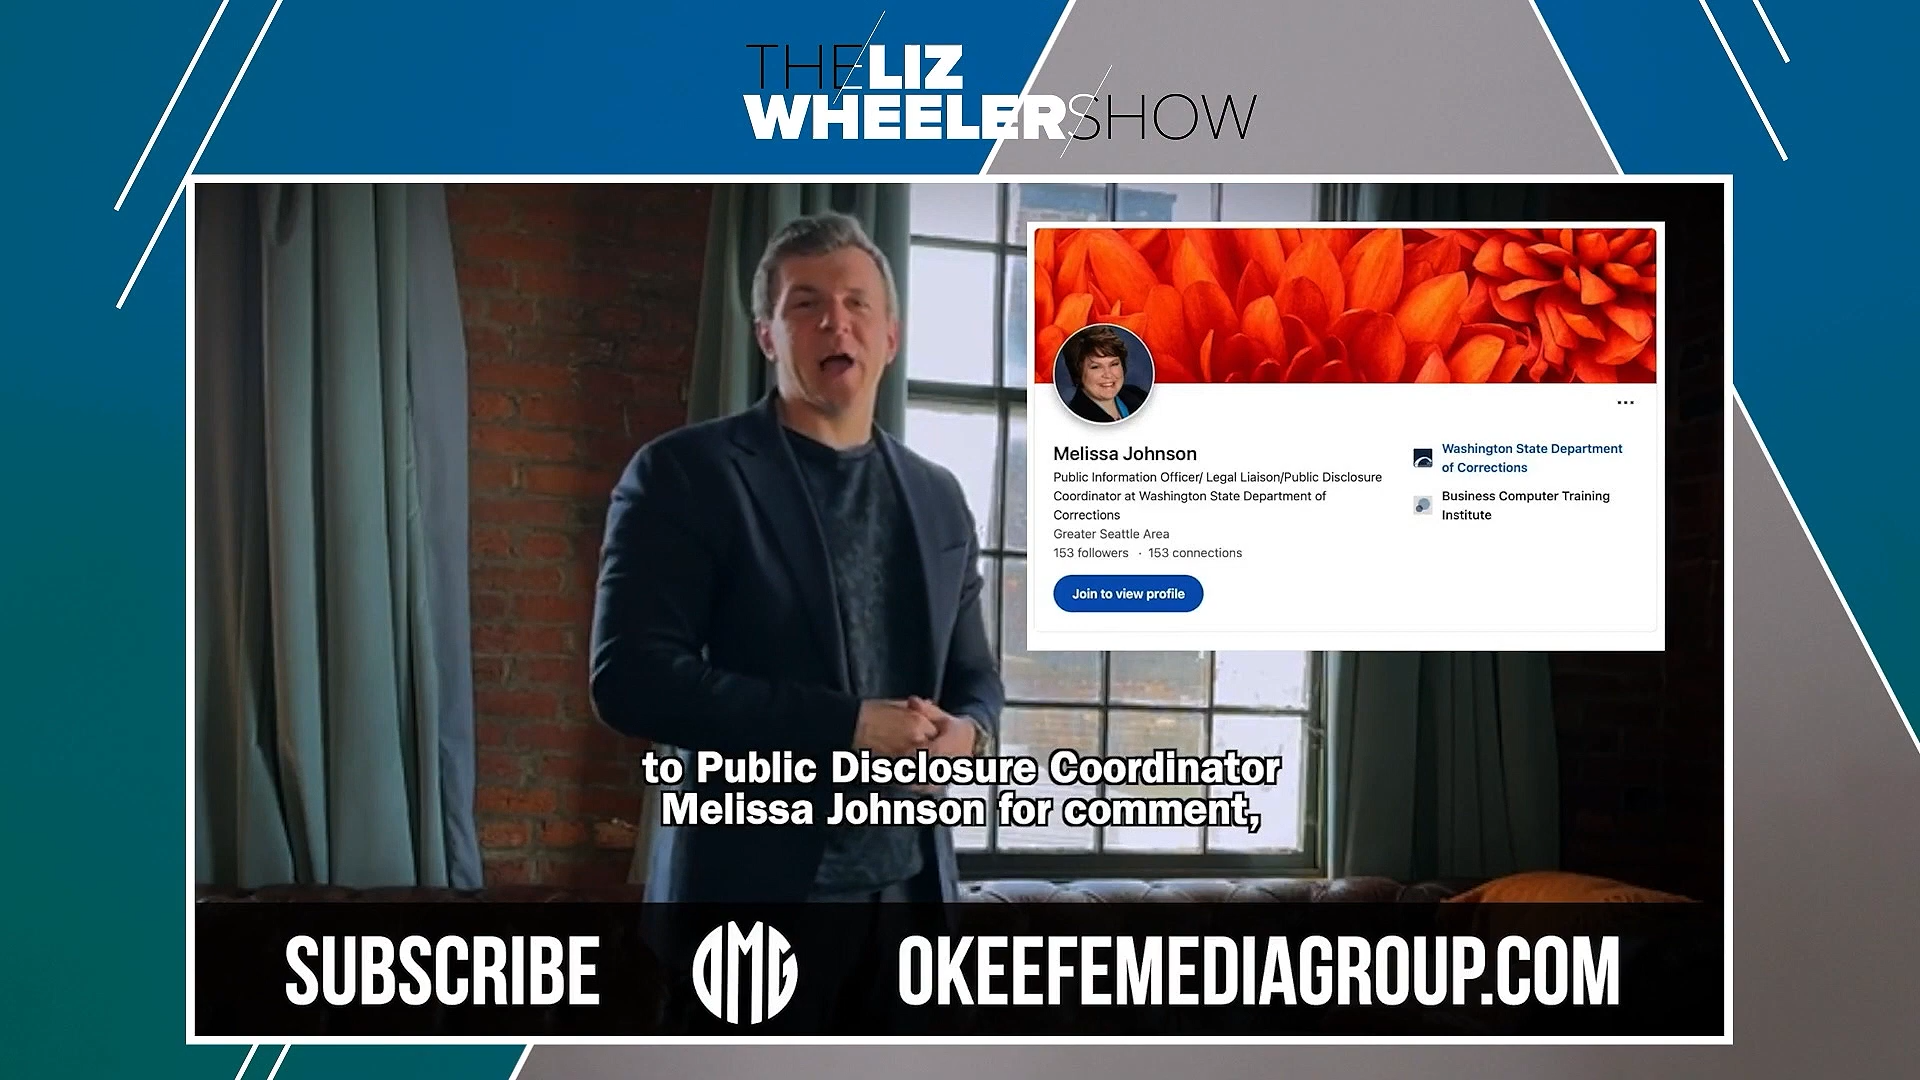 THE LIZ
WHEELER SHOW
Melissa Johnson
Public Information Officer/ Legal Liaison/Public Disclosure
Coordinator at Washington State Department of
Corrections
Greater Seattle Area
153 followers · 153 connections
Join to view profile
...
Washington State Department
of Corrections
Business Computer Training
Institute
to Public Disclosure Coordinator
Melissa Johnson for comment,
SUBSCRIBE OMG OKEEFEMEDIAGROUP.COM